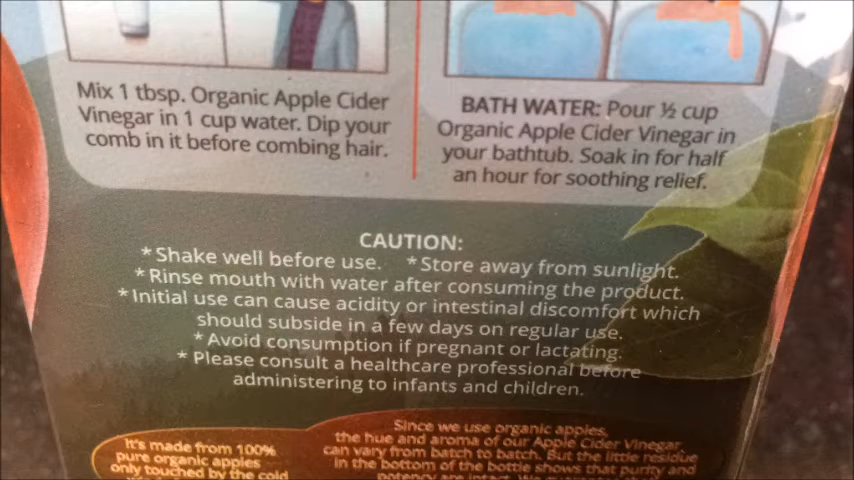 Mix 1 tbsp. Organic Apple Cider
Vinegar in 1 cup water. Dip your
comb in it before combing hair.
BATH WATER: Pour ½ cup
Organic Apple Cider Vinegar in
your bathtub. Soak in for half
an hour for soothing relief.
CAUTION:
* Shake well before use. * Store away from sunlight.
* Rinse mouth with water after consuming the product.
* Initial use can cause acidity or intestinal discomfort which
should subside in a few days on regular use.
* Avoid consumption if pregnant or lactating.
* Please consult a healthcare professional before
administering to infants and children.
It's made from 100%
pure organic apples
only touched by the cold
Since we use organic apples,
the hue and aroma of our Apple Cider Vinegar
can vary from batch to batch. But the little residue
in the bottom of the bottle shows that purity and
potency are intact. We